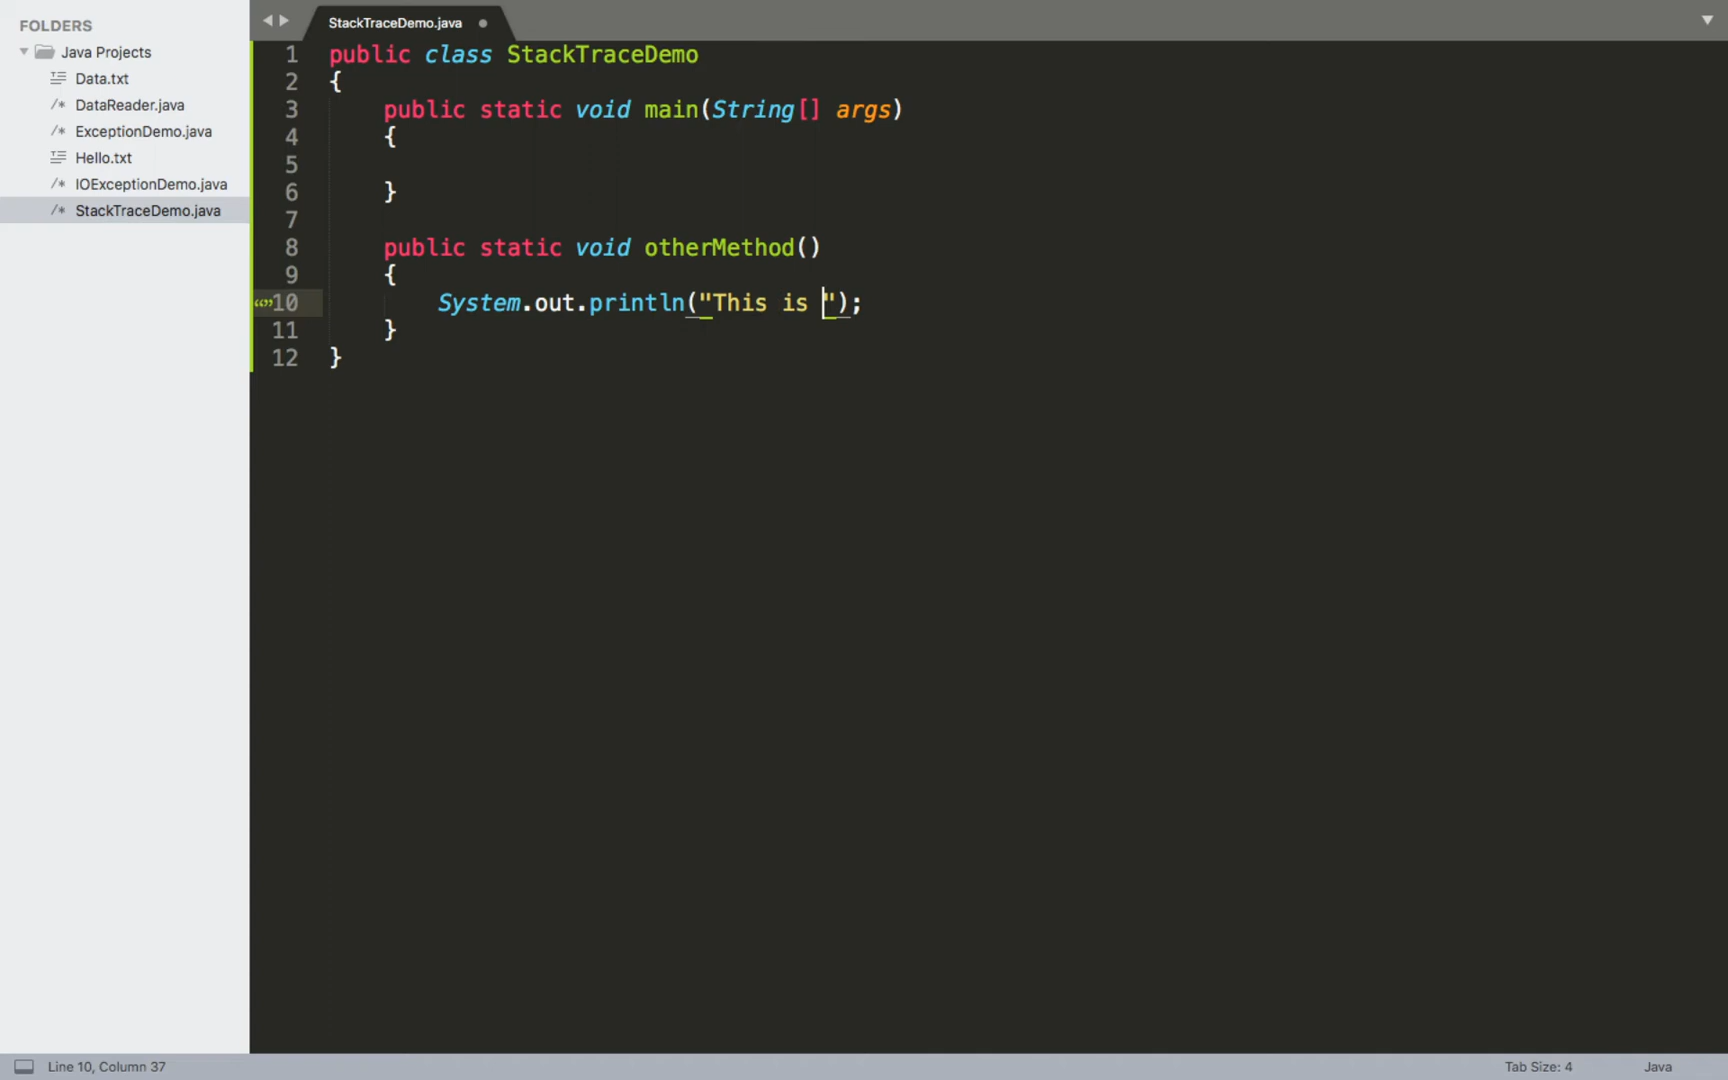 FOLDERS
Java Projects
Data.txt
/* DataReader.java
/* ExceptionDemo.java
Hello.txt
/* IOExceptionDemo.java
/* StackTraceDemo.java
StackTraceDemo.java
1 public class StackTraceDemo
2 {
3     public static void main(String[] args)
4     {
5
6     }
7
8     public static void otherMethod()
9     {
“”10         System.out.println("This is ");
11     }
12 }
Line 10, Column 37
Tab Size: 4 Java